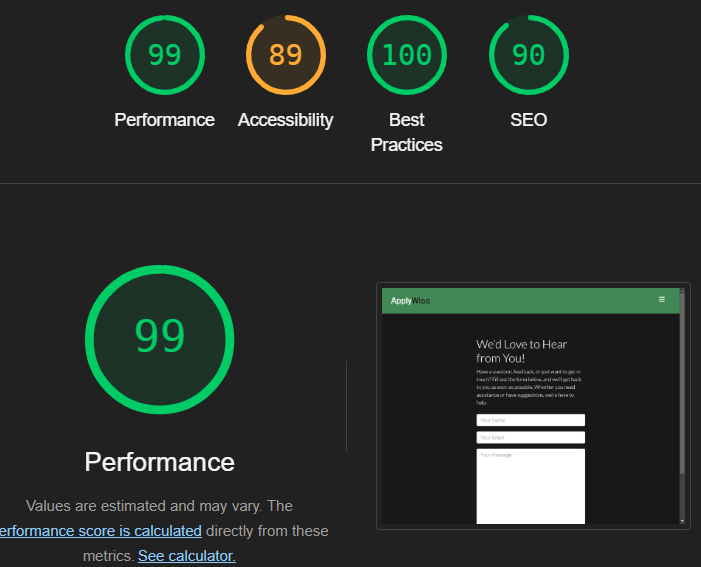 99
89
100
90
Performance
Accessibility
Best
Practices
SEO
99
Performance
Values are estimated and may vary. The
erformance score is calculated directly from these
metrics. See calculator.
ApplyWise
We'd Love to Hear
from You!
Have a question, feedback, or just want to get in
touch? Fill out the form below, and we'll get back
to you as soon as possible. Whether you need
assistance or have suggestions, we're here to
help.
Your Name
Your Email
Your Message